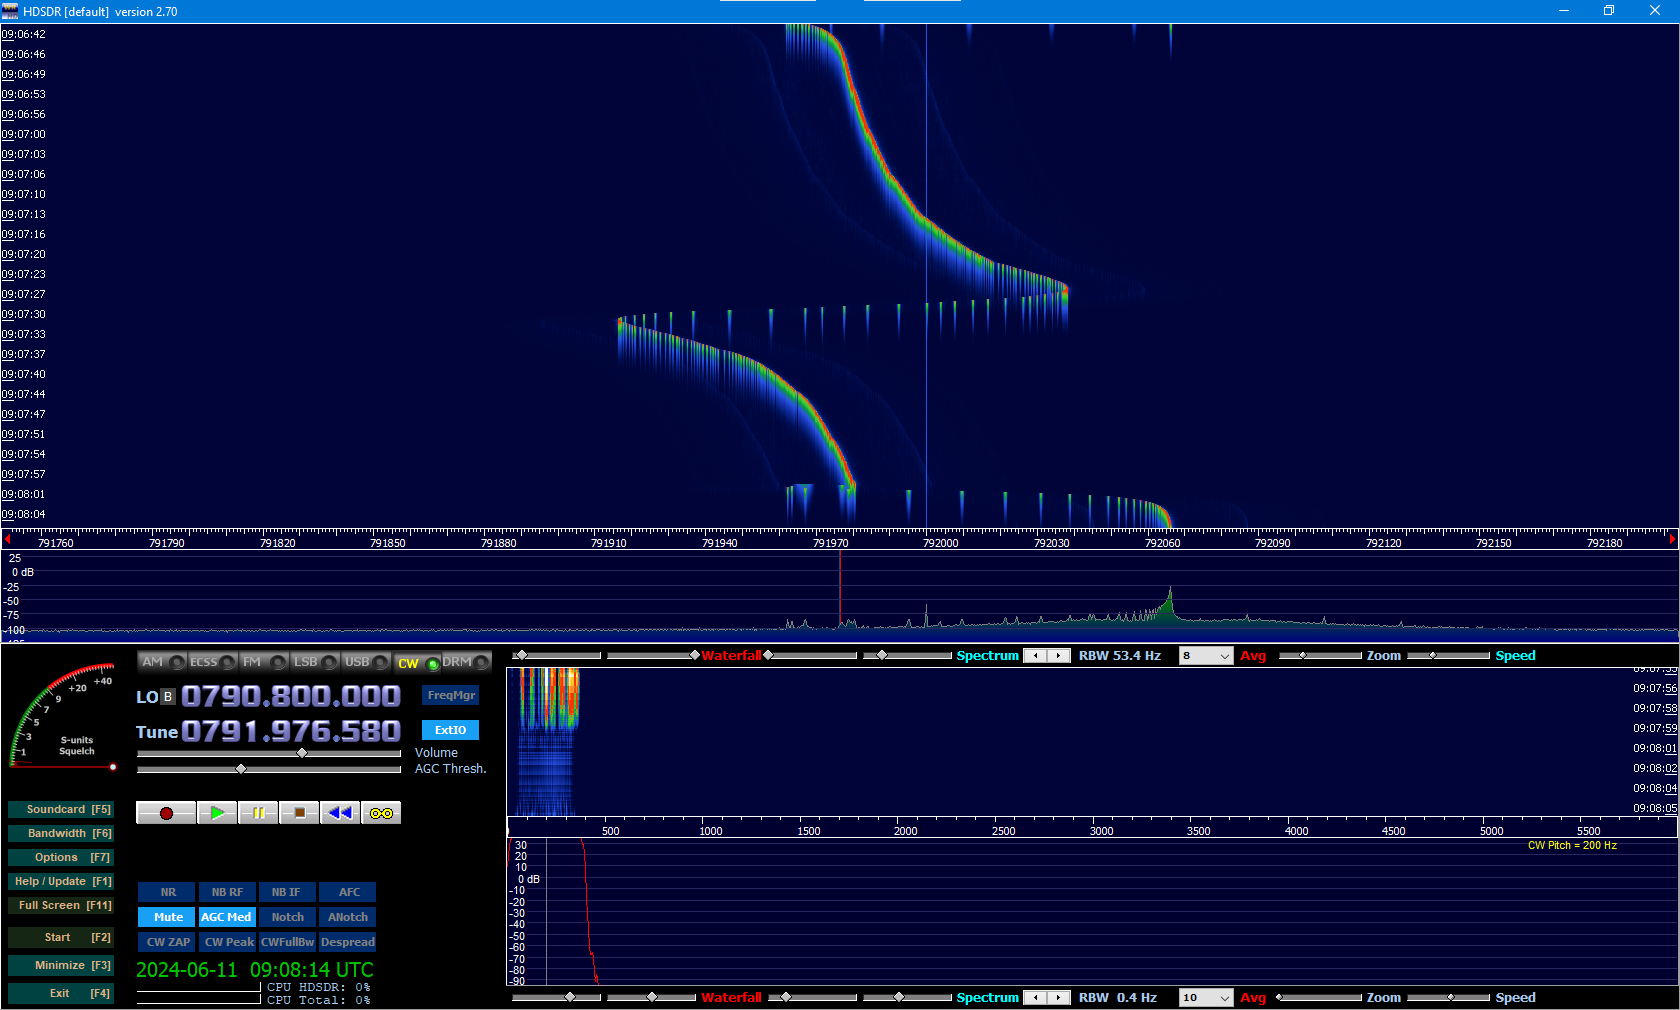 HDSDR [default]  version 2.70
09:06:42
09:06:46
09:06:49
09:06:53
09:06:56
09:07:00
09:07:03
09:07:06
09:07:10
09:07:13
09:07:16
09:07:20
09:07:23
09:07:27
09:07:30
09:07:33
09:07:37
09:07:40
09:07:44
09:07:47
09:07:51
09:07:54
09:07:57
09:08:01
09:08:04
791760 791790 791820 791850 791880 791910 791940 791970 792000 792030 792060 792090 792120 792150 792180
25
0 dB
-25
-50
-75
-100
Waterfall Spectrum RBW 53.4 Hz 8 Avg Zoom Speed
AM ECSS FM LSB USB CW DRM
1 3 5 7 9 +20 +40
S-units
Squelch
LO B 0790.800.000 FreqMgr
Tune 0791.976.580 ExtIO
Volume
AGC Thresh.
Soundcard [F5]
Bandwidth [F6]
Options [F7]
Help / Update [F1]
Full Screen [F11]
Start [F2]
Minimize [F3]
Exit [F4]
NR NB RF NB IF AFC
Mute AGC Med Notch ANotch
CW ZAP CW Peak CWFullBw Despread
2024-06-11 09:08:14 UTC
CPU HDSDR: 0%
CPU Total: 0%
09:07:56
09:07:58
09:07:59
09:08:01
09:08:02
09:08:04
09:08:05
500 1000 1500 2000 2500 3000 3500 4000 4500 5000 5500
CW Pitch = 200 Hz
30
20
10
0 dB
-10
-20
-30
-40
-50
-60
-70
-80
-90
Waterfall Spectrum RBW 0.4 Hz 10 Avg Zoom Speed